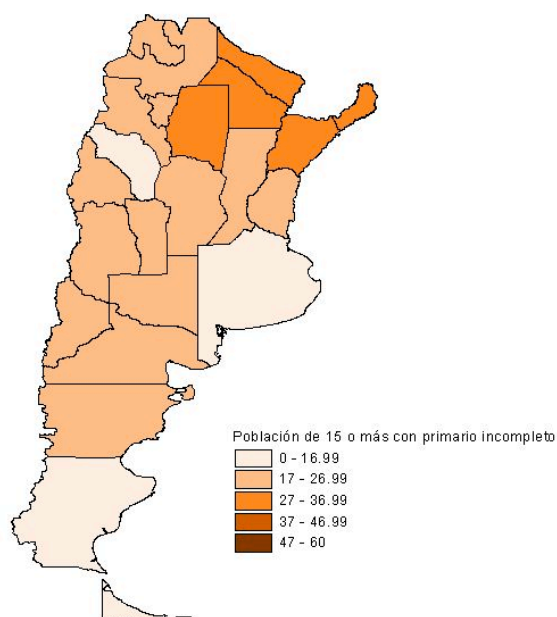 Población de 15 o más con primario incompleto
0 - 16.99
17 - 26.99
27 - 36.99
37 - 46.99
47 - 60